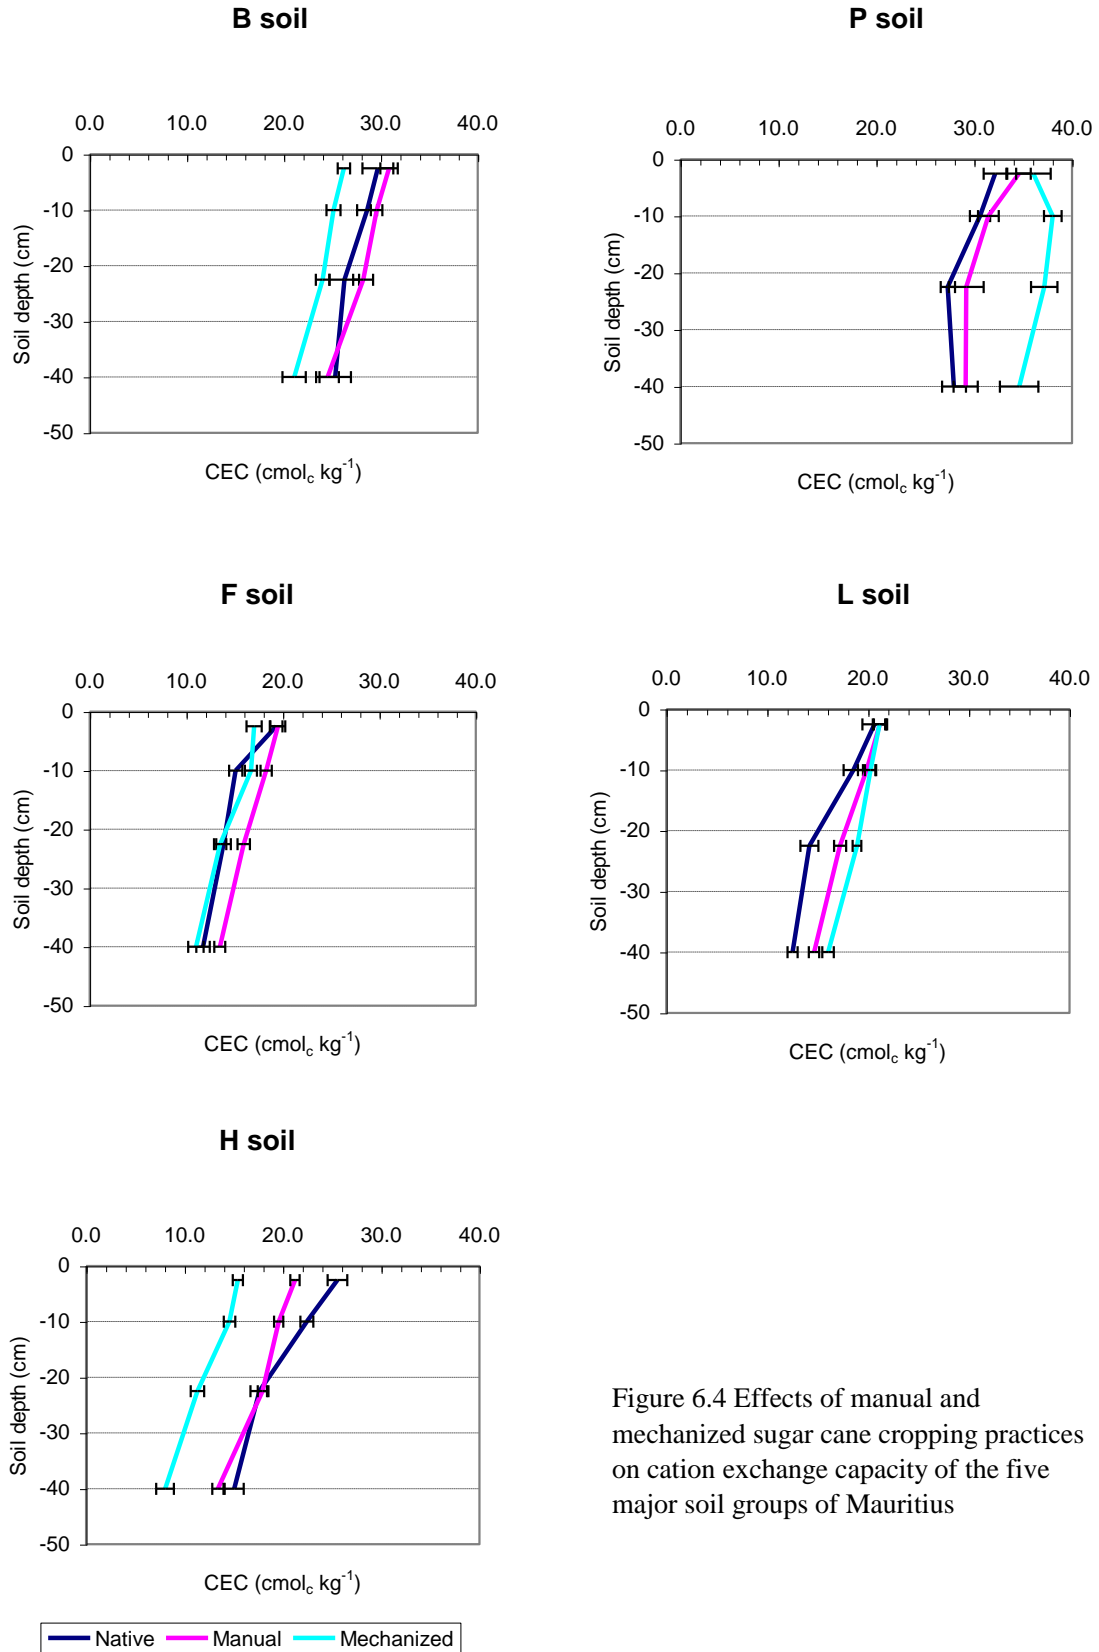 B soil
0.0 10.0 20.0 30.0 40.0
0
-10
-20
-30
-40
-50
Soil depth (cm)
CEC (cmolc kg-1)
P soil
0.0 10.0 20.0 30.0 40.0
0
-10
-20
-30
-40
-50
Soil depth (cm)
CEC (cmolc kg-1)
F soil
0.0 10.0 20.0 30.0 40.0
0
-10
-20
-30
-40
-50
Soil depth (cm)
CEC (cmolc kg-1)
L soil
0.0 10.0 20.0 30.0 40.0
0
-10
-20
-30
-40
-50
Soil depth (cm)
CEC (cmolc kg-1)
H soil
0.0 10.0 20.0 30.0 40.0
0
-10
-20
-30
-40
-50
Soil depth (cm)
CEC (cmolc kg-1)
Native Manual Mechanized
Figure 6.4 Effects of manual and
mechanized sugar cane cropping practices
on cation exchange capacity of the five
major soil groups of Mauritius